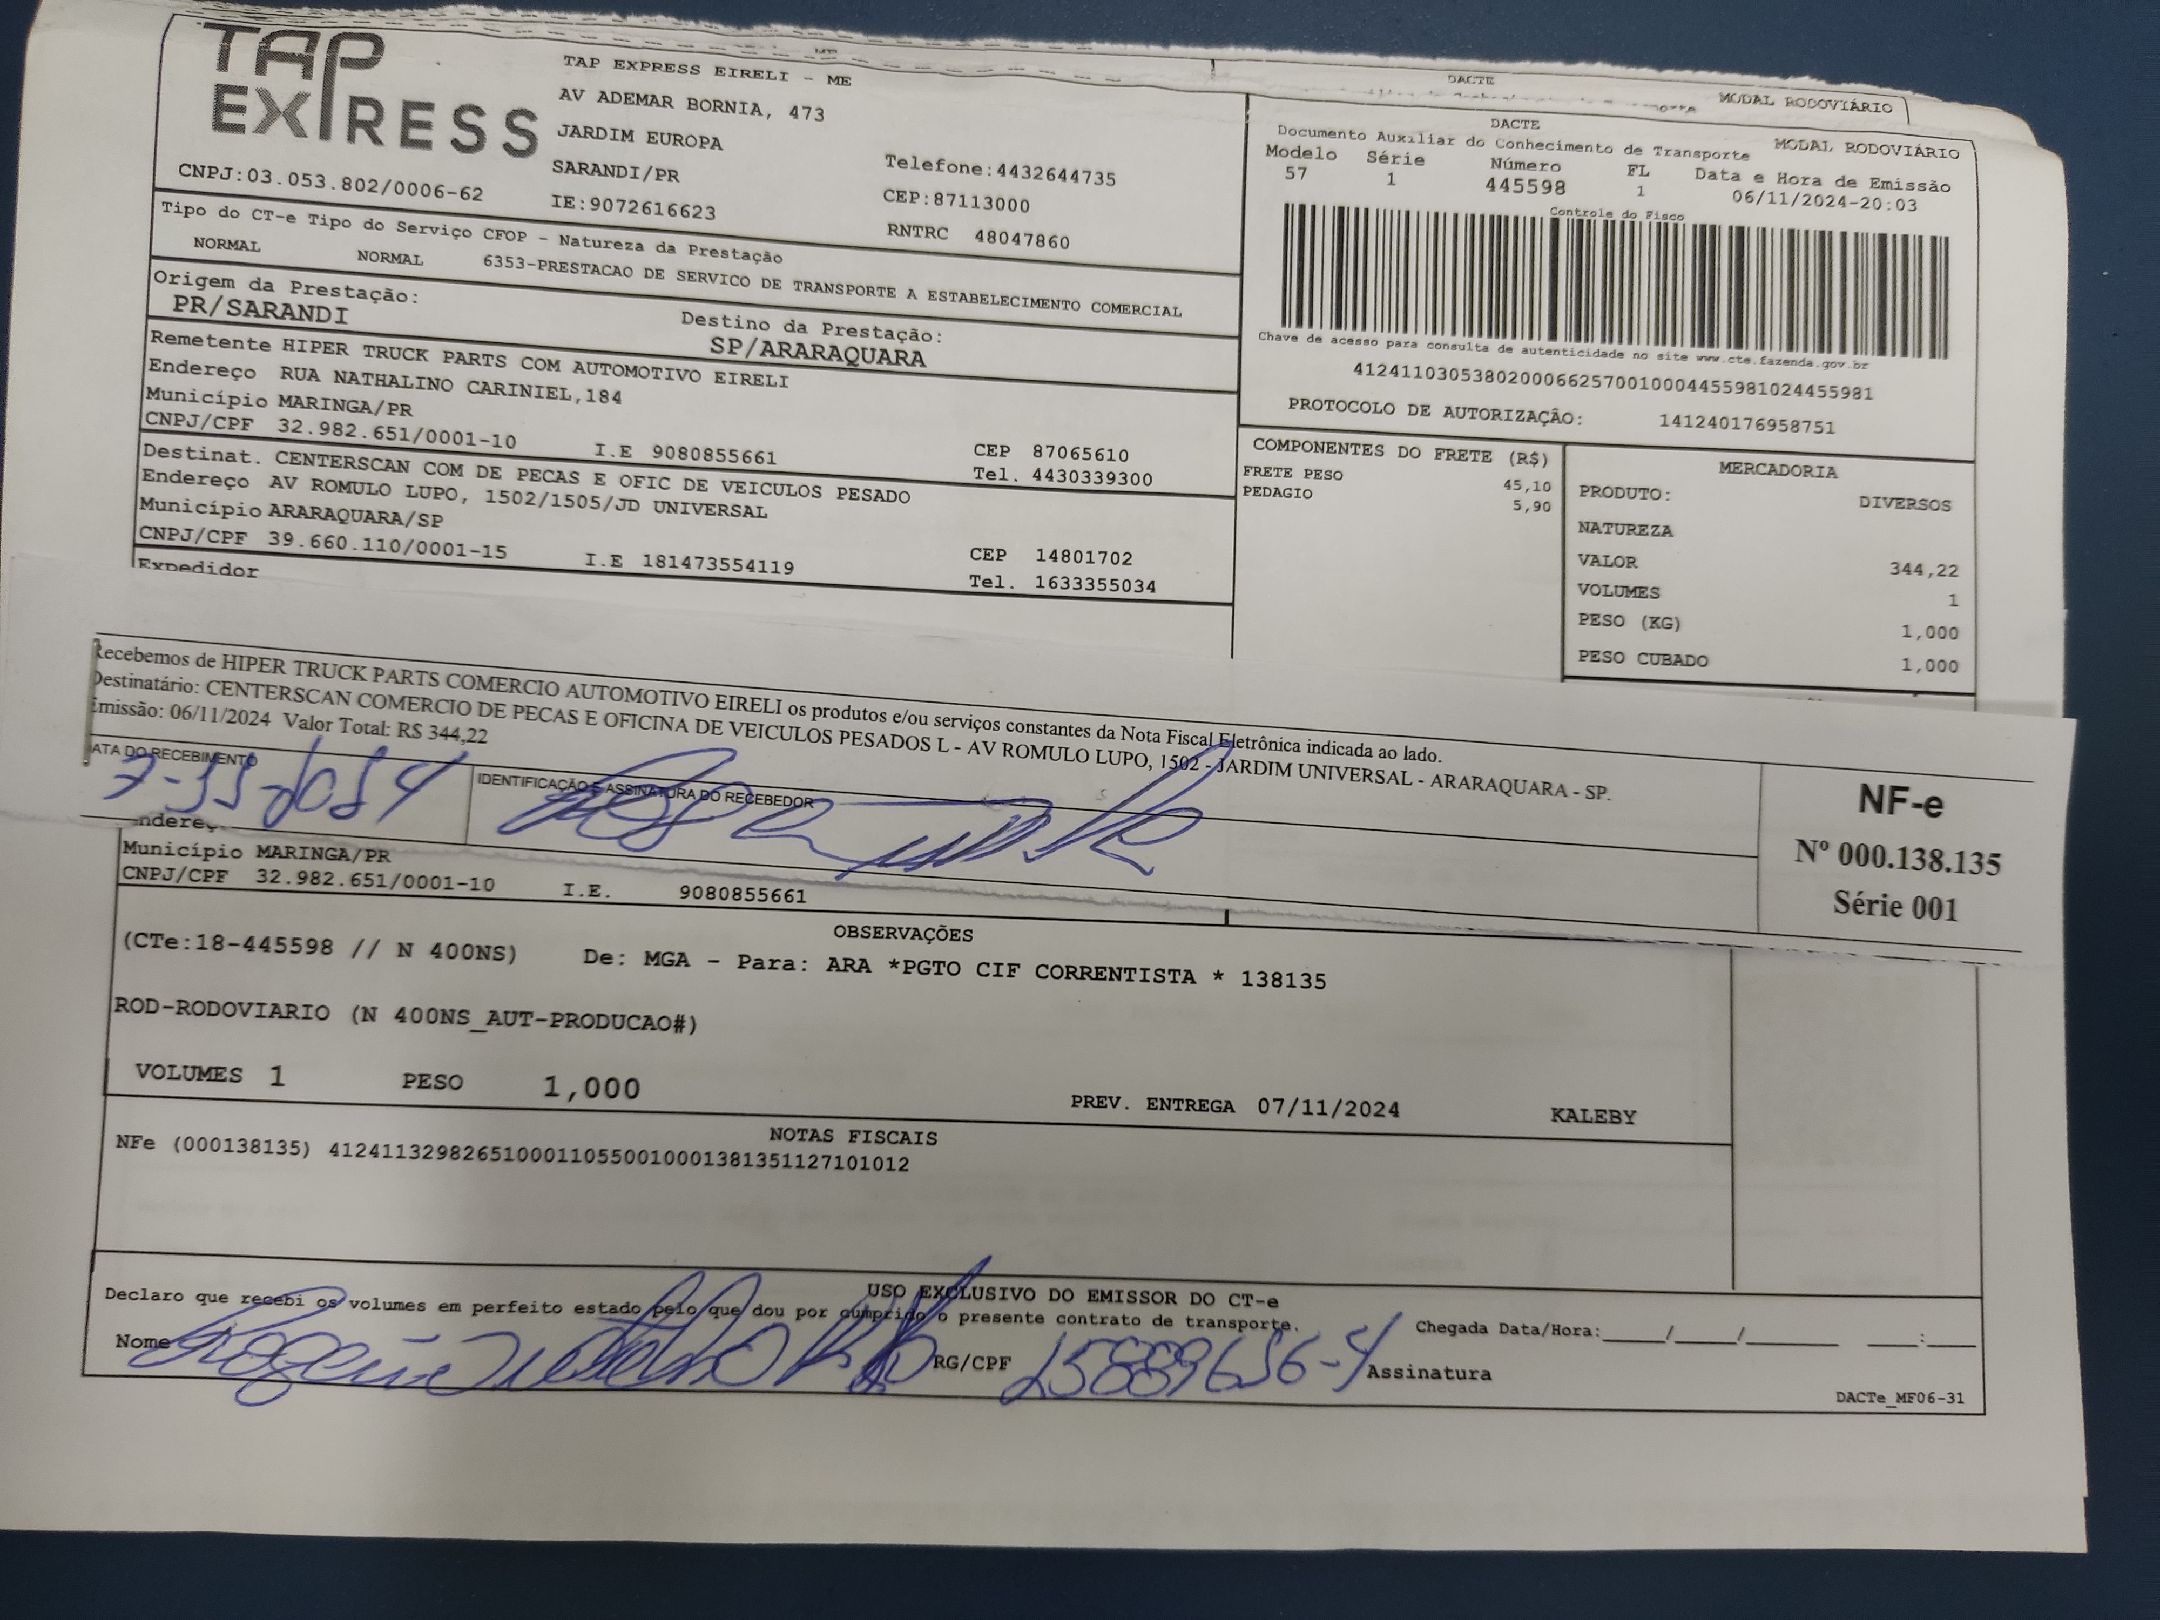 TAP EXPRESS
TAP EXPRESS EIRELI - ME
AV ADEMAR BORNIA, 473
JARDIM EUROPA
SARANDI/PR
IE:9072616623
Telefone:4432644735
CEP:87113000
RNTRC 48047860
CNPJ:03.053.802/0006-62
Tipo do CT-e Tipo do Serviço CFOP - Natureza da Prestação
NORMAL NORMAL 6353-PRESTACAO DE SERVICO DE TRANSPORTE A ESTABELECIMENTO COMERCIAL
Origem da Prestação:
PR/SARANDI
Destino da Prestação:
SP/ARARAQUARA
Remetente HIPER TRUCK PARTS COM AUTOMOTIVO EIRELI
Endereço RUA NATHALINO CARINIEL,184
Município MARINGA/PR
CNPJ/CPF 32.982.651/0001-10 I.E 9080855661
CEP 87065610
Tel. 4430339300
Destinat. CENTERSCAN COM DE PECAS E OFIC DE VEICULOS PESADO
Endereço AV ROMULO LUPO, 1502/1505/JD UNIVERSAL
Município ARARAQUARA/SP
CNPJ/CPF 39.660.110/0001-15 I.E 181473554119
CEP 14801702
Tel. 1633355034
Expedidor
DACTE
MODAL RODOVIÁRIO
DACTE
MODAL RODOVIÁRIO
Documento Auxiliar do Conhecimento de Transporte
Modelo Série Número FL Data e Hora de Emissão
57 1 445598 1 06/11/2024-20:03
Controle do Fisco
Chave de acesso para consulta de autenticidade no site www.cte.fazenda.gov.br
41241103053802000662570010004455981024455981
PROTOCOLO DE AUTORIZAÇÃO: 141240176958751
COMPONENTES DO FRETE (R$)
FRETE PESO 45,10
PEDAGIO 5,90
MERCADORIA
PRODUTO: DIVERSOS
NATUREZA
VALOR 344,22
VOLUMES 1
PESO (KG) 1,000
PESO CUBADO 1,000
Recebemos de HIPER TRUCK PARTS COMERCIO AUTOMOTIVO EIRELI os produtos e/ou serviços constantes da Nota Fiscal Eletrônica indicada ao lado.
Destinatário: CENTERSCAN COMERCIO DE PECAS E OFICINA DE VEICULOS PESADOS L - AV ROMULO LUPO, 1502 - JARDIM UNIVERSAL - ARARAQUARA - SP.
Emissão: 06/11/2024 Valor Total: R$ 344,22
DATA DO RECEBIMENTO
IDENTIFICAÇÃO E ASSINATURA DO RECEBEDOR
NF-e
Nº 000.138.135
Série 001
Município MARINGA/PR
CNPJ/CPF 32.982.651/0001-10 I.E. 9080855661
OBSERVAÇÕES
(CTe:18-445598 // N 400NS) De: MGA - Para: ARA *PGTO CIF CORRENTISTA * 138135
ROD-RODOVIARIO (N 400NS_AUT-PRODUCAO#)
VOLUMES 1 PESO 1,000
PREV. ENTREGA 07/11/2024 KALEBY
NOTAS FISCAIS
NFe (000138135) 41241132982651000110550010001381351127101012
USO EXCLUSIVO DO EMISSOR DO CT-e
Declaro que recebi os volumes em perfeito estado pelo que dou por cumprido o presente contrato de transporte.
Chegada Data/Hora:_____/_____/_______ ____:____
Nome
RG/CPF
Assinatura
DACTe_MF06-31